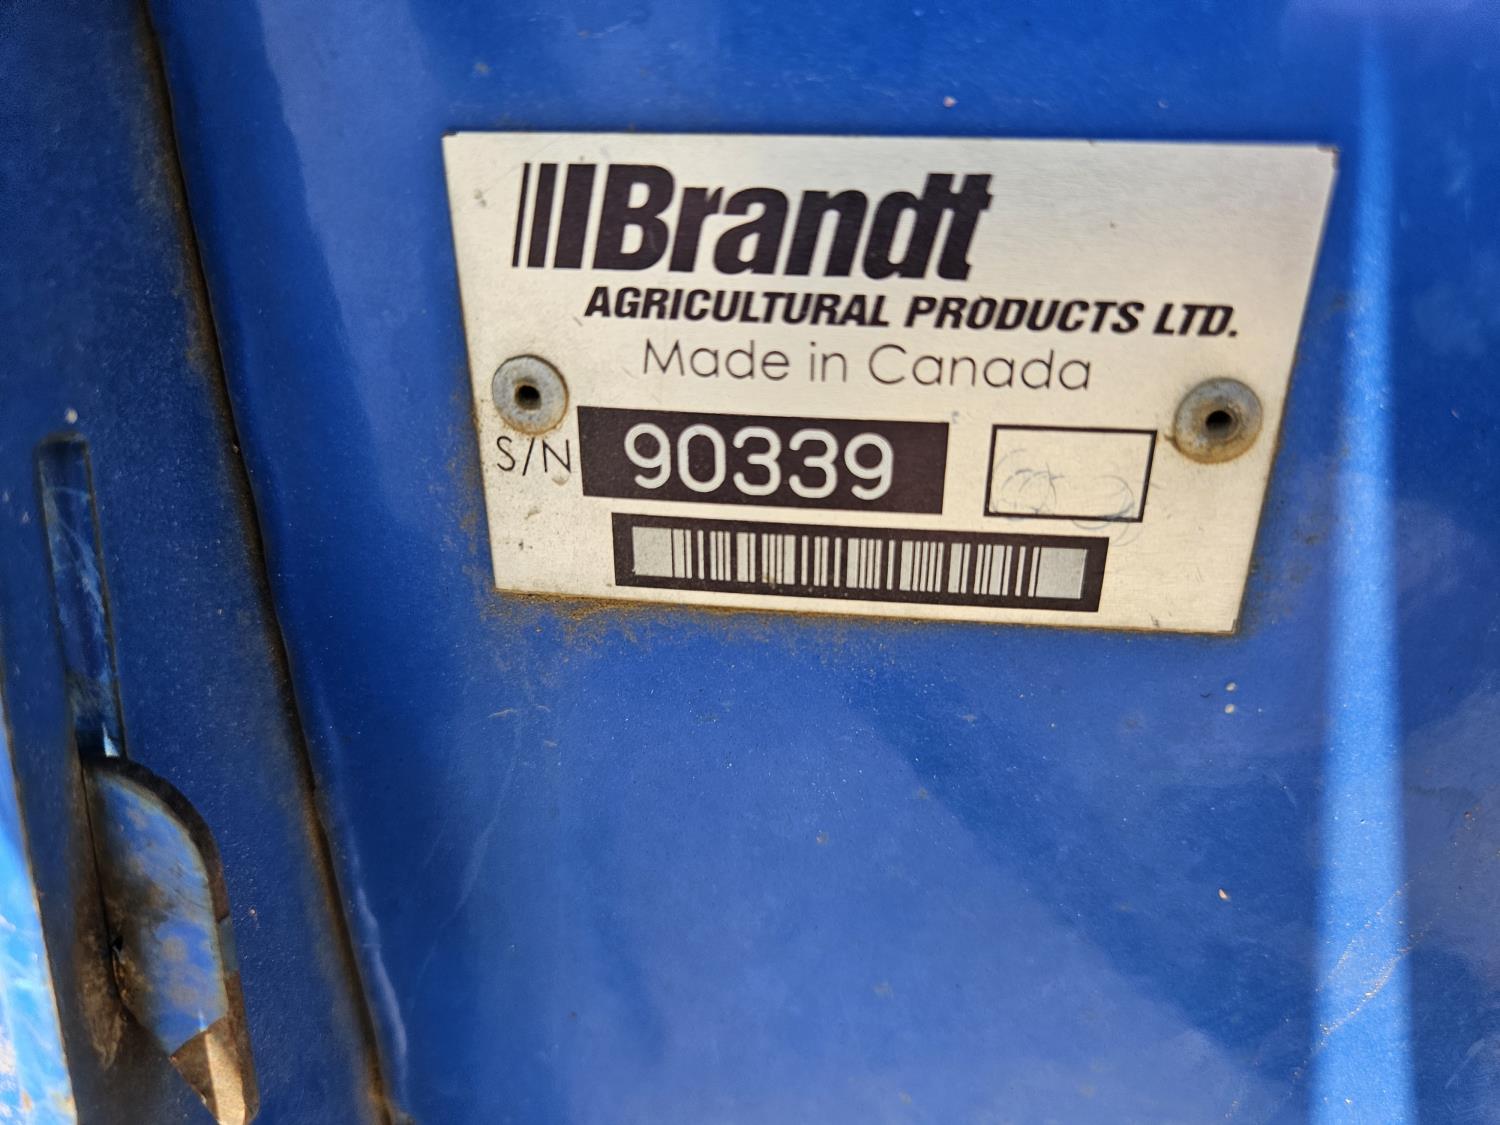 Brandt
AGRICULTURAL PRODUCTS LTD.
Made in Canada
S/N 90339